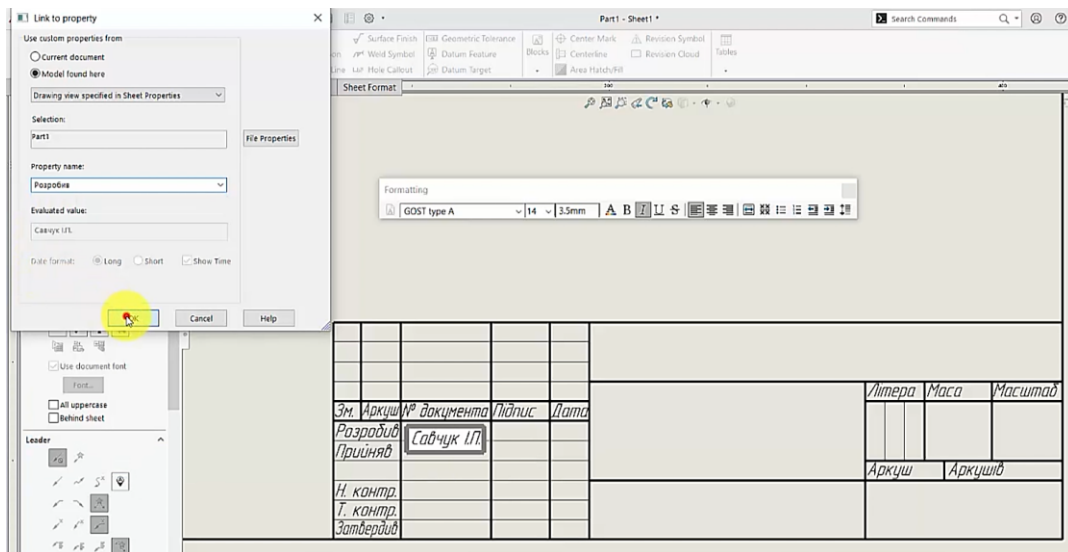 Link to property
Part1 - Sheet1 *
Search Commands
Use custom properties from
Current document
Model found here
Drawing view specified in Sheet Properties
Selection:
Part1
File Properties
Property name:
Розробив
Evaluated value:
Савчук І.П.
Date format:
Long
Short
Show Time
OK
Cancel
Help
Surface Finish
Geometric Tolerance
Center Mark
Revision Symbol
Weld Symbol
Datum Feature
Blocks
Centerline
Revision Cloud
Tables
Hole Callout
Datum Target
Area Hatch/Fill
Sheet Format
Formatting
GOST type A
14
3.5mm
A B I U S
Use document font
Font...
All uppercase
Behind sheet
Leader
Літера Маса Масштаб
Зм. Аркуш № документа Підпис Дата
Розробив Савчук І.П.
Прийняв
Аркуш Аркушів
Н. контр.
Т. контр.
Затвердив